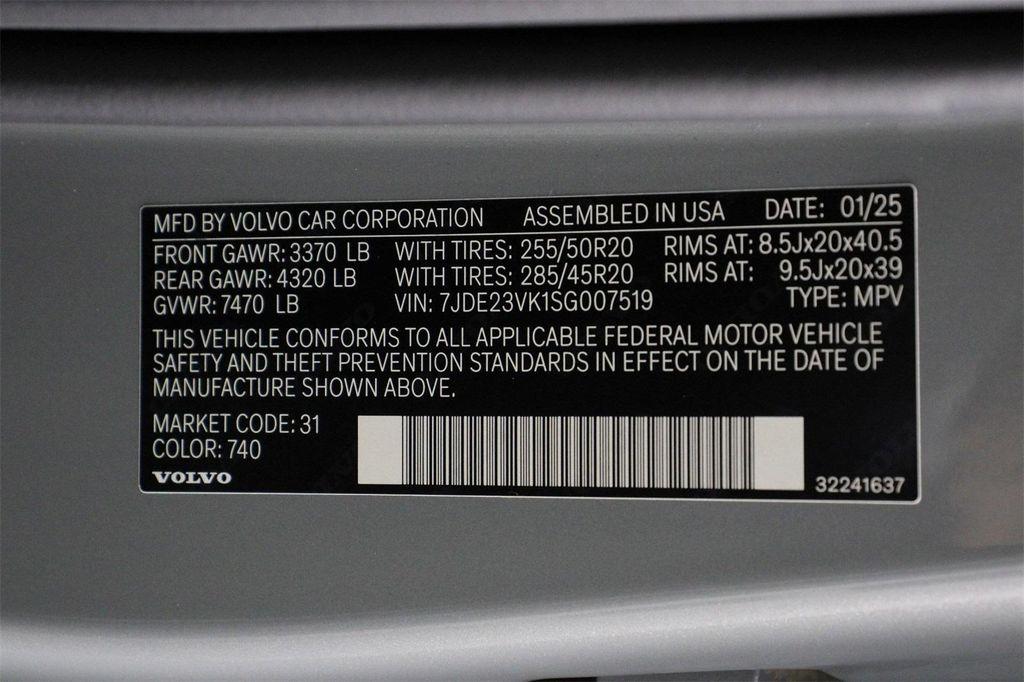 MFD BY VOLVO CAR CORPORATION ASSEMBLED IN USA DATE: 01/25
FRONT GAWR: 3370 LB WITH TIRES: 255/50R20 RIMS AT: 8.5Jx20x40.5
REAR GAWR: 4320 LB WITH TIRES: 285/45R20 RIMS AT: 9.5Jx20x39
GVWR: 7470 LB VIN: 7JDE23VK1SG007519 TYPE: MPV
THIS VEHICLE CONFORMS TO ALL APPLICABLE FEDERAL MOTOR VEHICLE
SAFETY AND THEFT PREVENTION STANDARDS IN EFFECT ON THE DATE OF
MANUFACTURE SHOWN ABOVE.
MARKET CODE: 31
COLOR: 740
VOLVO 32241637